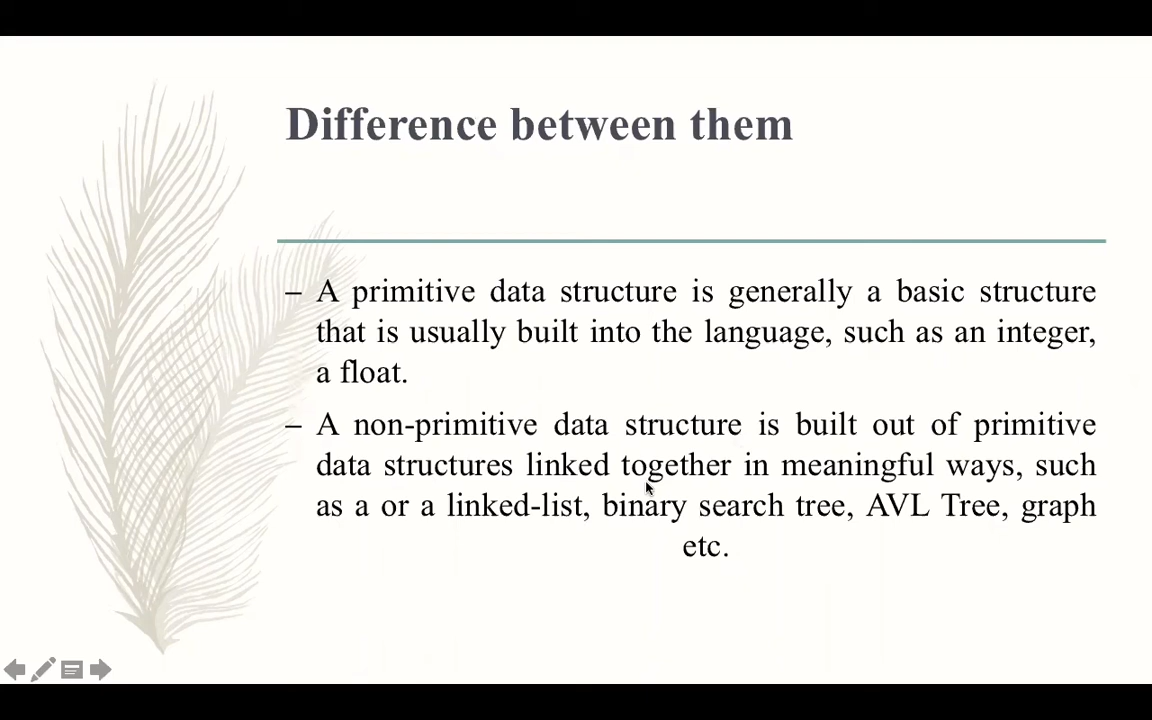 Difference between them
– A primitive data structure is generally a basic structure
that is usually built into the language, such as an integer,
a float.
– A non-primitive data structure is built out of primitive
data structures linked together in meaningful ways, such
as a or a linked-list, binary search tree, AVL Tree, graph
etc.